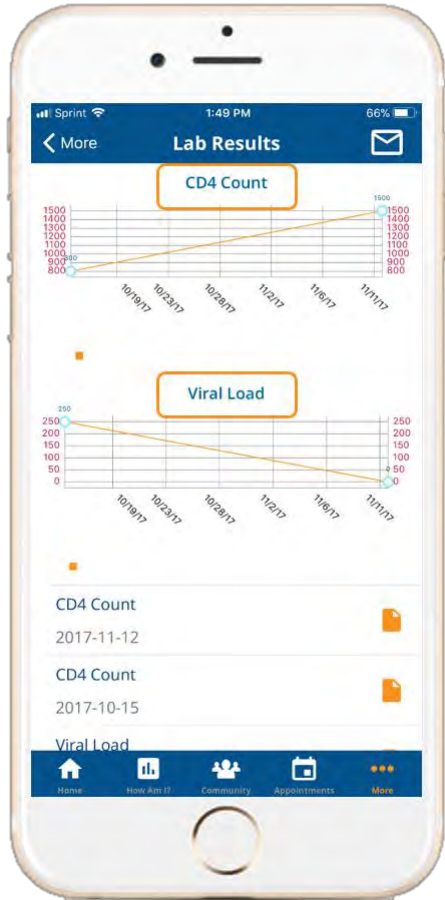 Sprint 1:49 PM 66%
More Lab Results
CD4 Count
1500
1500 1500
1400 1400
1300 1300
1200 1200
1100 1100
1000 1000
900 900
800 800 800
10/19/17 10/23/17 10/28/17 11/2/17 11/6/17 11/11/17
Viral Load
250
250 250
200 200
150 150
100 100
50 0 50
0 0
10/19/17 10/23/17 10/28/17 11/2/17 11/6/17 11/11/17
CD4 Count
2017-11-12
CD4 Count
2017-10-15
Viral Load
Home How Am I? Community Appointments More